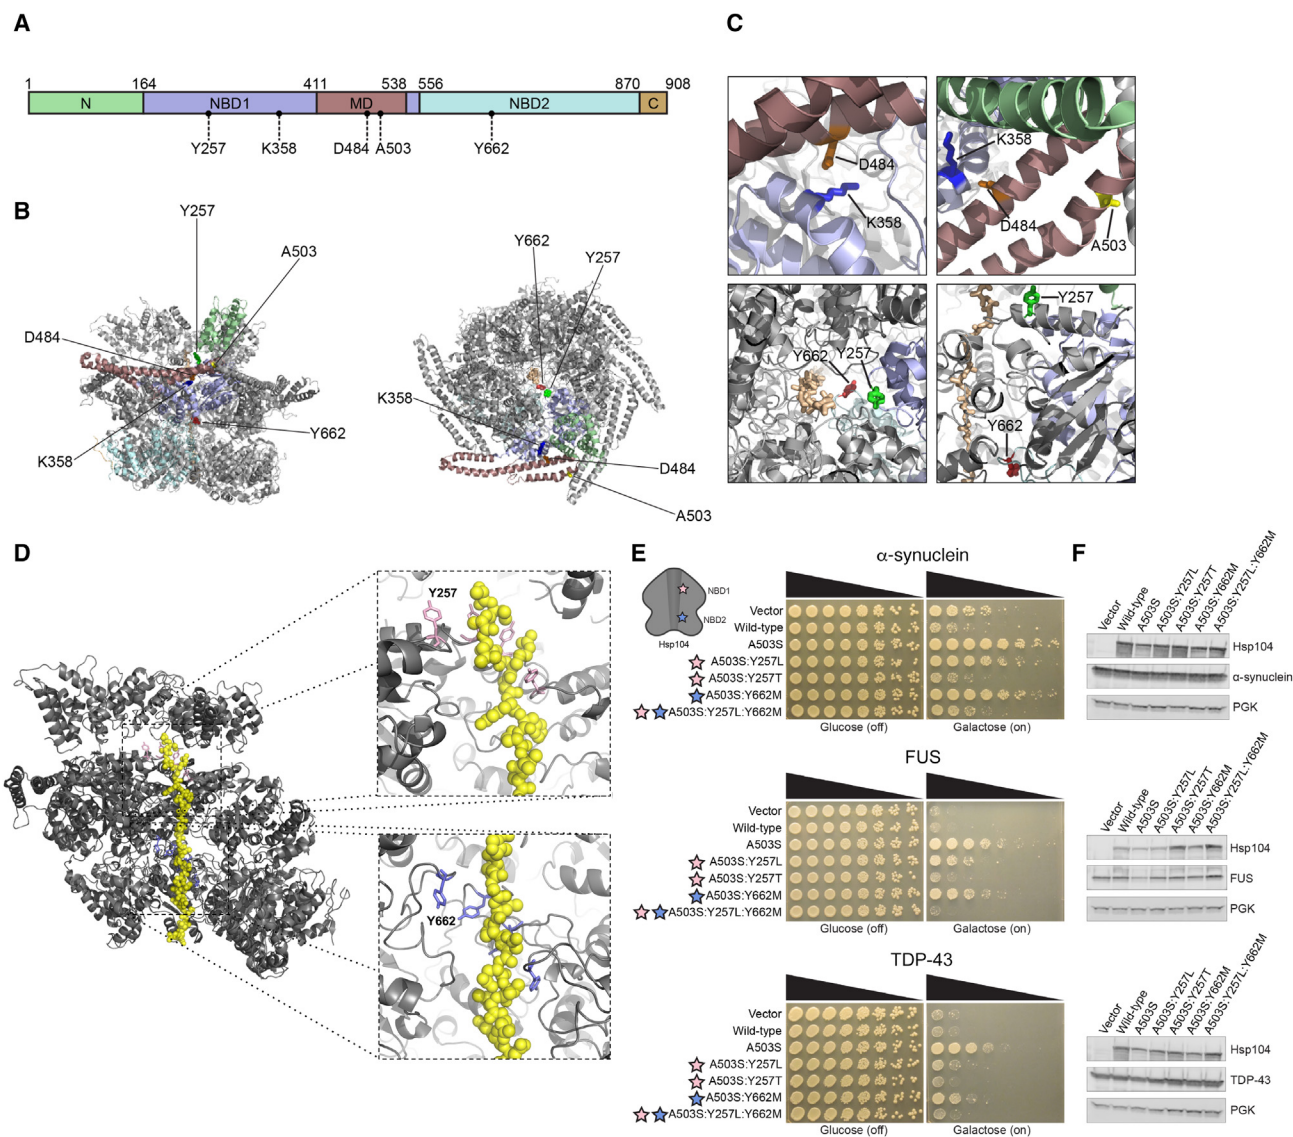 A
1 164 411 538 556 870 908
N NBD1 MD NBD2 C
Y257 K358 D484 A503 Y662
B
Y257
A503
D484
K358
Y662
Y662
Y257
K358
D484
A503
C
D484
K358
K358
D484
A503
Y662 Y257
Y257
Y662
D
Y257
Y662
E
NBD1
NBD2
Hsp104
α-synuclein
Vector
Wild-type
A503S
A503S:Y257L
A503S:Y257T
A503S:Y662M
A503S:Y257L:Y662M
Glucose (off) Galactose (on)
FUS
Vector
Wild-type
A503S
A503S:Y257L
A503S:Y257T
A503S:Y662M
A503S:Y257L:Y662M
Glucose (off) Galactose (on)
TDP-43
Vector
Wild-type
A503S
A503S:Y257L
A503S:Y257T
A503S:Y662M
A503S:Y257L:Y662M
Glucose (off) Galactose (on)
F
Vector
Wild-type
A503S
A503S:Y257L
A503S:Y257T
A503S:Y662M
A503S:Y257L:Y662M
Hsp104
α-synuclein
PGK
Vector
Wild-type
A503S
A503S:Y257L
A503S:Y257T
A503S:Y662M
A503S:Y257L:Y662M
Hsp104
FUS
PGK
Vector
Wild-type
A503S
A503S:Y257L
A503S:Y257T
A503S:Y662M
A503S:Y257L:Y662M
Hsp104
TDP-43
PGK